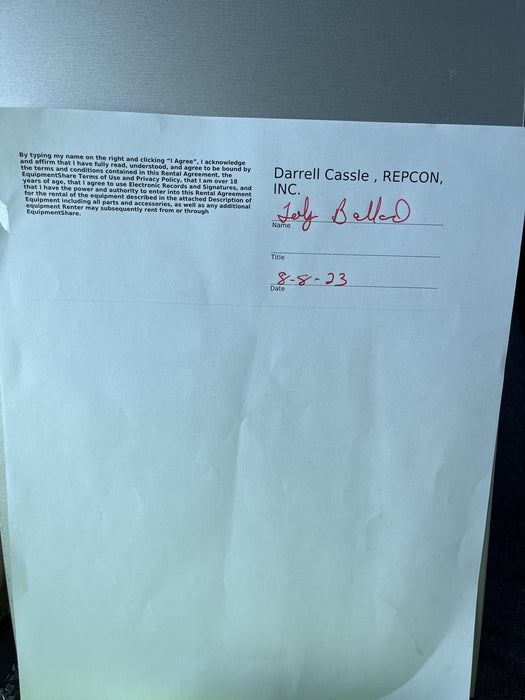 By typing my name on the right and clicking “I Agree”, I acknowledge
and affirm that I have fully read, understood, and agree to be bound by
the terms and conditions contained in this Rental Agreement, the
EquipmentShare Terms of Use and Privacy Policy, that I am over 18
years of age, that I agree to use Electronic Records and Signatures, and
that I have the power and authority to enter into this Rental Agreement
for the rental of the equipment described in the attached Description of
Equipment including all parts and accessories, as well as any additional
equipment Renter may subsequently rent from or through
EquipmentShare.
Darrell Cassle , REPCON,
INC.
Name
Title
8-8-23
Date